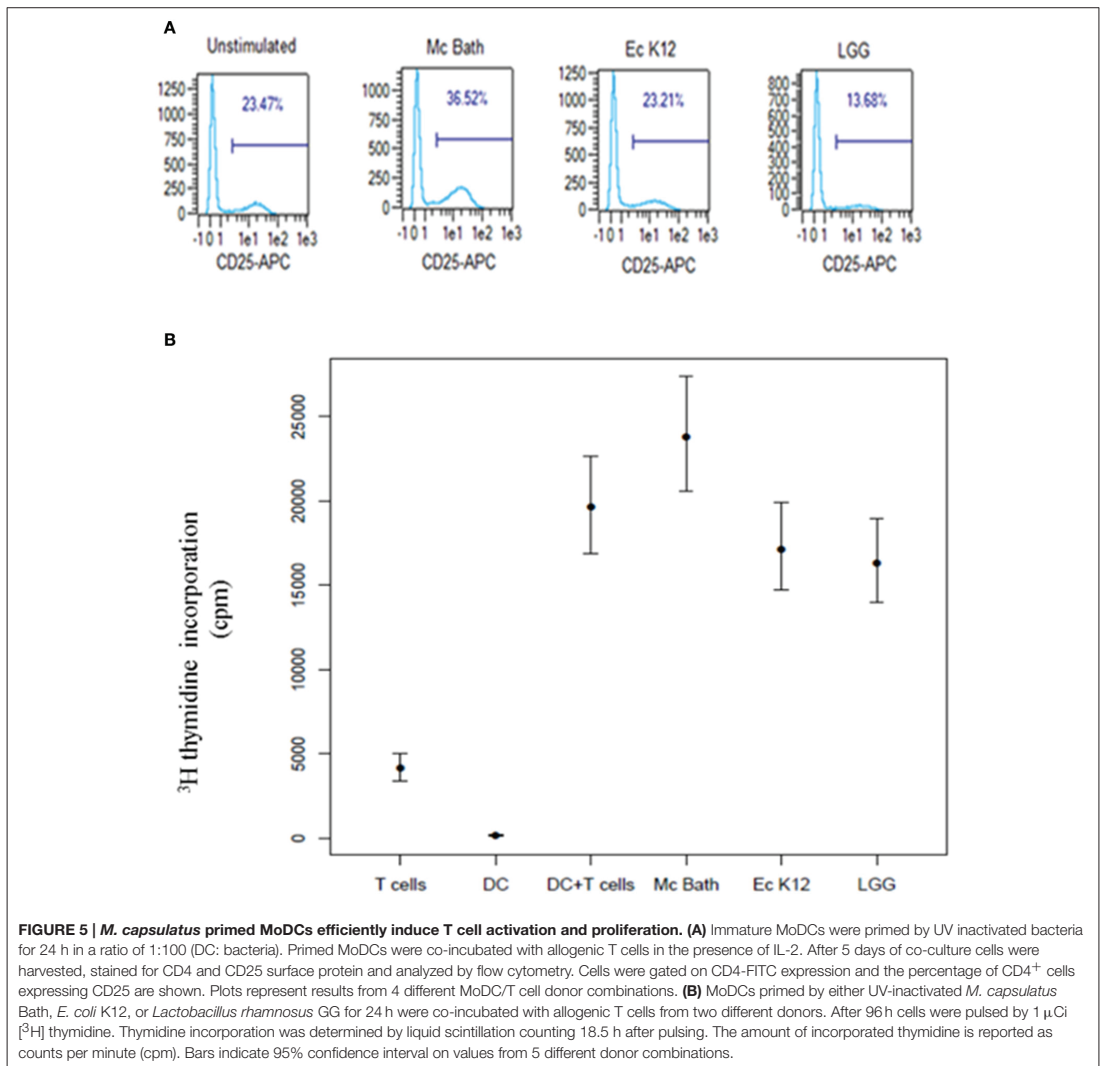 A
Unstimulated
Mc Bath
Ec K12
LGG
1250
1000
750
500
250
0
23.47%
-10 1 1e1 1e2 1e3
CD25-APC
1000
750
500
250
0
36.52%
-10 1 1e1 1e2 1e3
CD25-APC
1250
1000
750
500
250
0
23.21%
-10 1 1e1 1e2 1e3
CD25-APC
800
700
600
500
400
300
200
100
0
13.68%
-10 1 1e1 1e2 1e3
CD25-APC
B
³H thymidine incorporation
(cpm)
25000
20000
15000
10000
5000
0
T cells DC DC+T cells Mc Bath Ec K12 LGG
FIGURE 5 | M. capsulatus primed MoDCs efficiently induce T cell activation and proliferation. (A) Immature MoDCs were primed by UV inactivated bacteria
for 24 h in a ratio of 1:100 (DC: bacteria). Primed MoDCs were co-incubated with allogenic T cells in the presence of IL-2. After 5 days of co-culture cells were
harvested, stained for CD4 and CD25 surface protein and analyzed by flow cytometry. Cells were gated on CD4-FITC expression and the percentage of CD4⁺ cells
expressing CD25 are shown. Plots represent results from 4 different MoDC/T cell donor combinations. (B) MoDCs primed by either UV-inactivated M. capsulatus
Bath, E. coli K12, or Lactobacillus rhamnosus GG for 24 h were co-incubated with allogenic T cells from two different donors. After 96 h cells were pulsed by 1 μCi
[³H] thymidine. Thymidine incorporation was determined by liquid scintillation counting 18.5 h after pulsing. The amount of incorporated thymidine is reported as
counts per minute (cpm). Bars indicate 95% confidence interval on values from 5 different donor combinations.